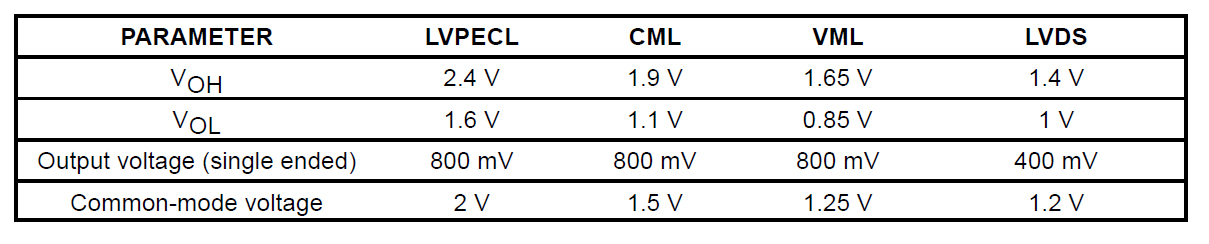 PARAMETER LVPECL CML VML LVDS
VOH 2.4 V 1.9 V 1.65 V 1.4 V
VOL 1.6 V 1.1 V 0.85 V 1 V
Output voltage (single ended) 800 mV 800 mV 800 mV 400 mV
Common-mode voltage 2 V 1.5 V 1.25 V 1.2 V